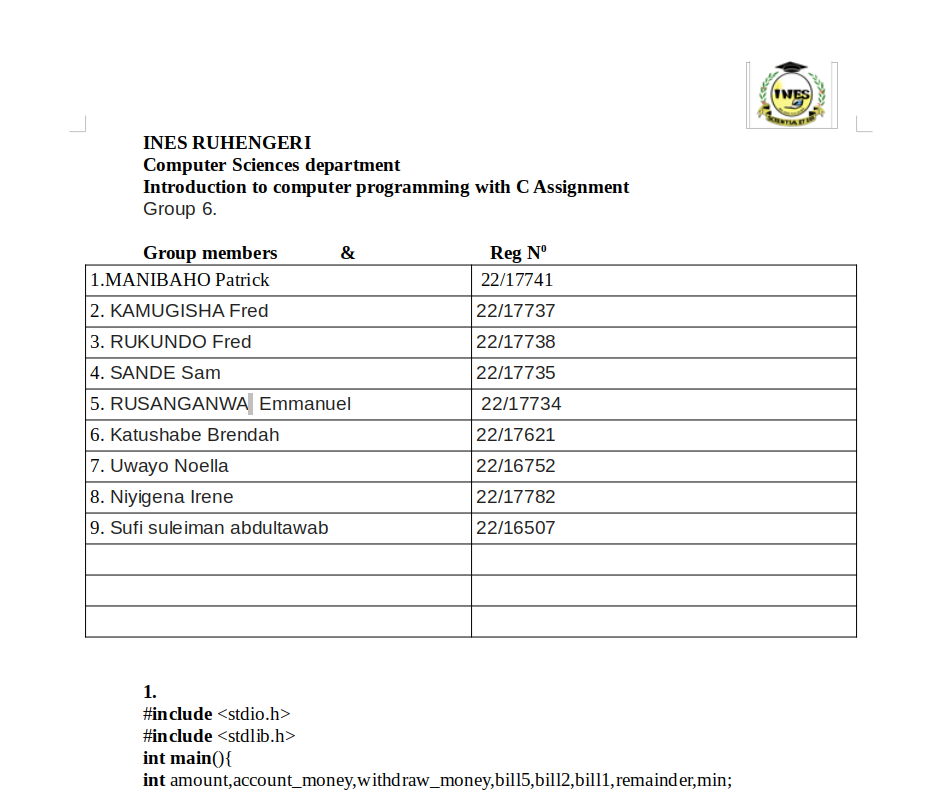 INES
SCIENTIA ET
INES RUHENGERI
Computer Sciences department
Introduction to computer programming with C Assignment
Group 6.
Group members & Reg N⁰
1.MANIBAHO Patrick 22/17741
2. KAMUGISHA Fred 22/17737
3. RUKUNDO Fred 22/17738
4. SANDE Sam 22/17735
5. RUSANGANWA Emmanuel 22/17734
6. Katushabe Brendah 22/17621
7. Uwayo Noella 22/16752
8. Niyigena Irene 22/17782
9. Sufi suleiman abdultawab 22/16507
1.
#include <stdio.h>
#include <stdlib.h>
int main(){
int amount,account_money,withdraw_money,bill5,bill2,bill1,remainder,min;